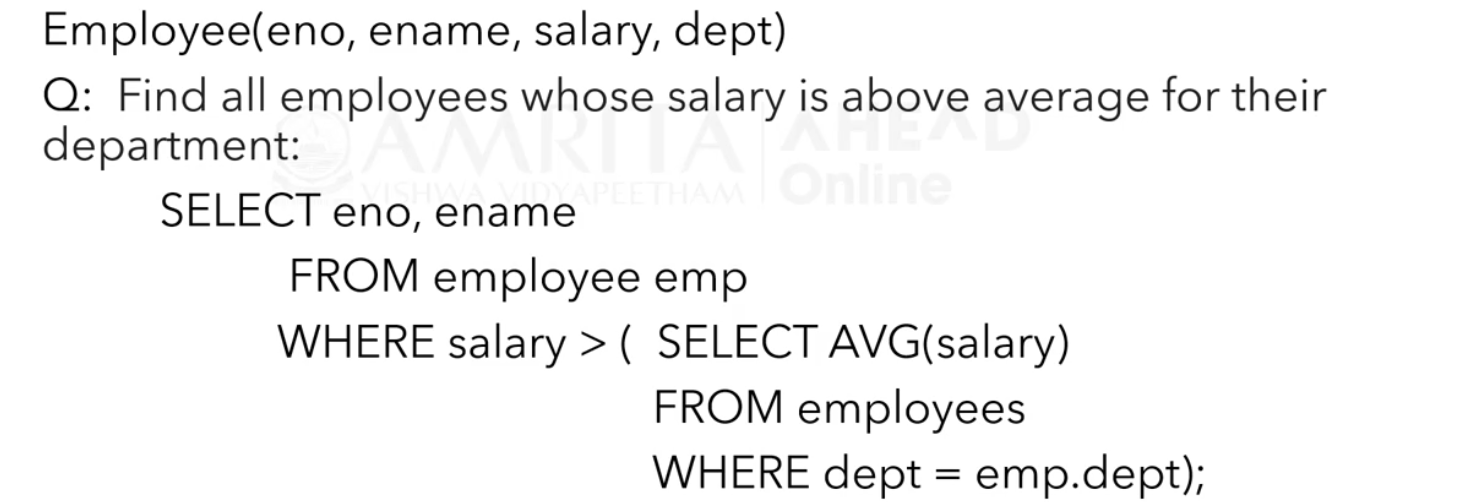 Employee(eno, ename, salary, dept)
Q: Find all employees whose salary is above average for their
department:
SELECT eno, ename
FROM employee emp
WHERE salary > ( SELECT AVG(salary)
FROM employees
WHERE dept = emp.dept);
AMRITA AHEAD
VISHWA VIDYAPEETHAM Online